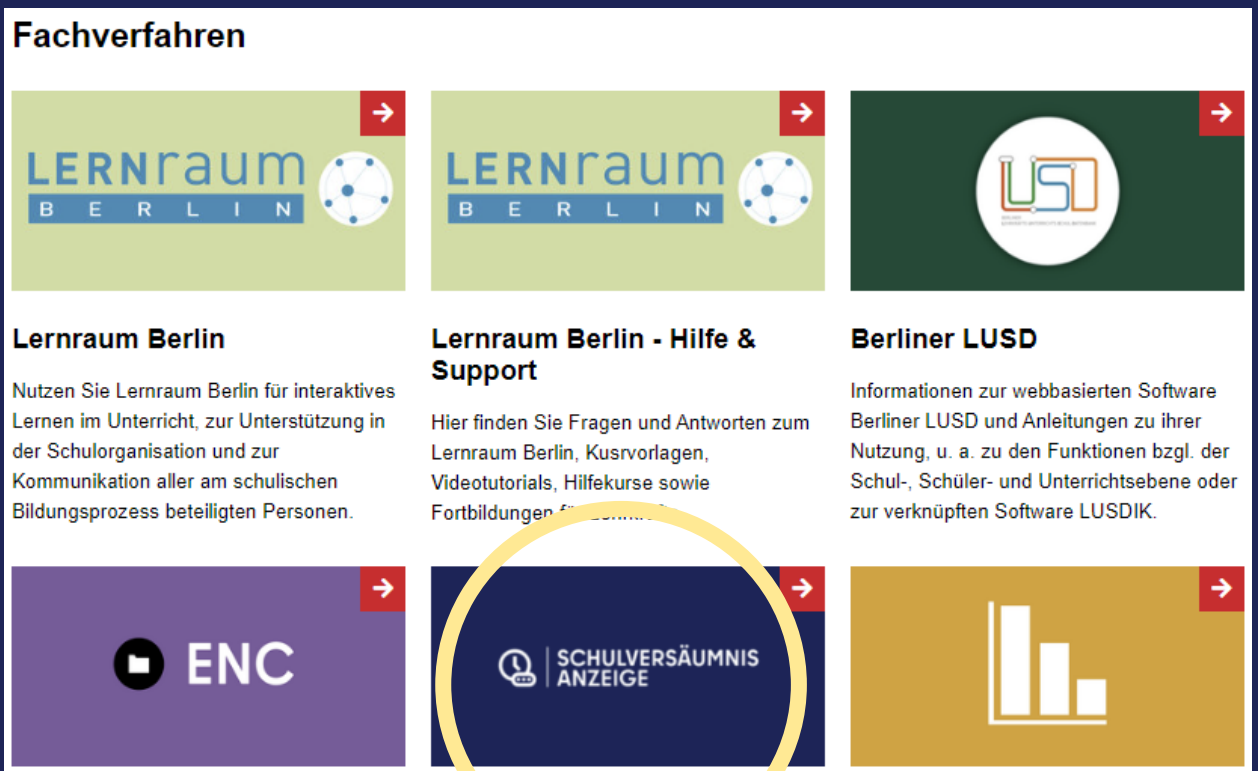 Fachverfahren
LERNraum
BERLIN
LERNraum
BERLIN
LUSD
Lernraum Berlin
Nutzen Sie Lernraum Berlin für interaktives
Lernen im Unterricht, zur Unterstützung in
der Schulorganisation und zur
Kommunikation aller am schulischen
Bildungsprozess beteiligten Personen.
Lernraum Berlin - Hilfe &
Support
Hier finden Sie Fragen und Antworten zum
Lernraum Berlin, Kusrvorlagen,
Videotutorials, Hilfekurse sowie
Fortbildungen
Berliner LUSD
Informationen zur webbasierten Software
Berliner LUSD und Anleitungen zu ihrer
Nutzung, u. a. zu den Funktionen bzgl. der
Schul-, Schüler- und Unterrichtsebene oder
zur verknüpften Software LUSDIK.
ENC
SCHULVERSÄUMNIS
ANZEIGE